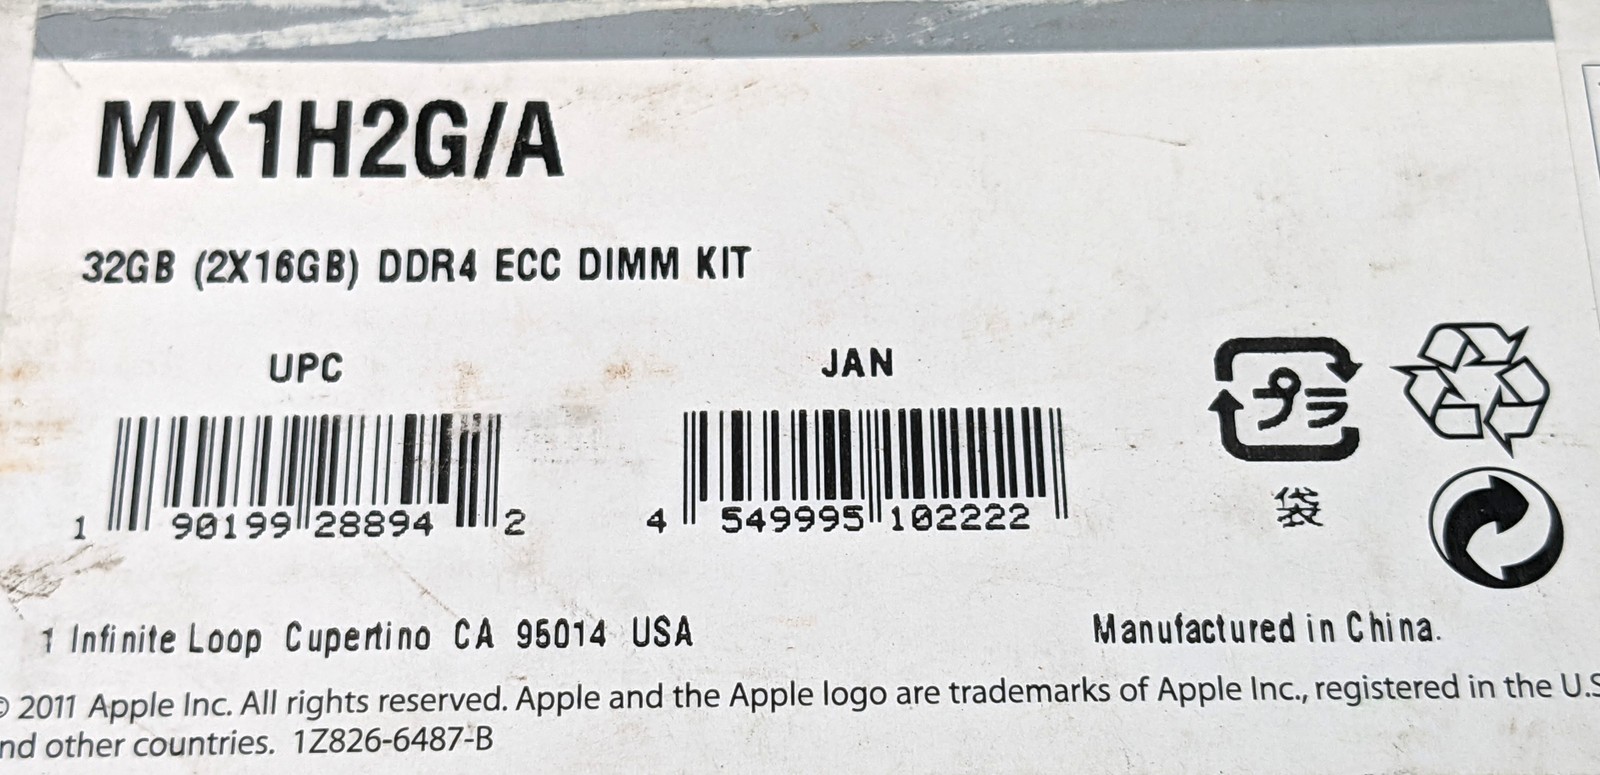 MX1H2G/A
32GB (2X16GB) DDR4 ECC DIMM KIT
UPC
JAN
1 90199 28894 2
4 549995 102222
プラ
袋
1 Infinite Loop Cupertino CA 95014 USA
Manufactured in China.
© 2011 Apple Inc. All rights reserved. Apple and the Apple logo are trademarks of Apple Inc., registered in the U.S
nd other countries. 1Z826-6487-B